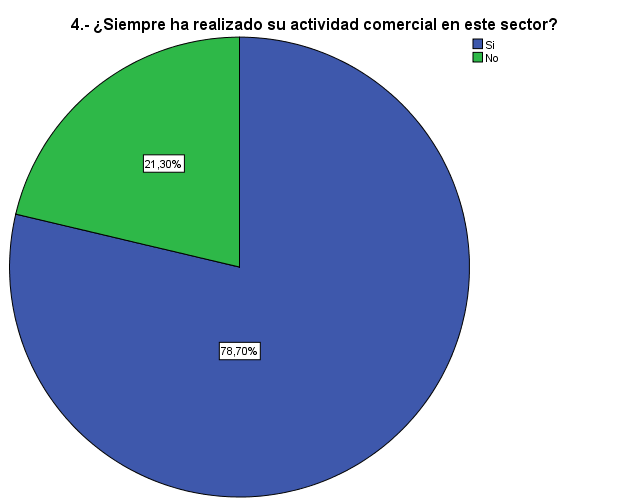 4.- ¿Siempre ha realizado su actividad comercial en este sector?
Si
No
21,30%
78,70%